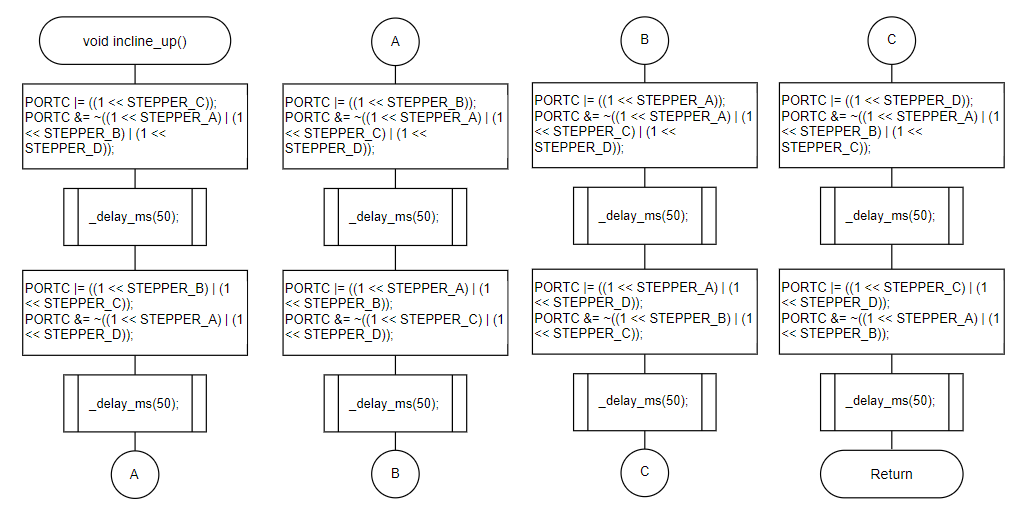 void incline_up()
PORTC |= ((1 << STEPPER_C));
PORTC &= ~((1 << STEPPER_A) | (1
<< STEPPER_B) | (1 <<
STEPPER_D));
_delay_ms(50);
PORTC |= ((1 << STEPPER_B) | (1
<< STEPPER_C));
PORTC &= ~((1 << STEPPER_A) | (1
<< STEPPER_D));
_delay_ms(50);
A
A
PORTC |= ((1 << STEPPER_B));
PORTC &= ~((1 << STEPPER_A) | (1
<< STEPPER_C) | (1 <<
STEPPER_D));
_delay_ms(50);
PORTC |= ((1 << STEPPER_A) | (1
<< STEPPER_B));
PORTC &= ~((1 << STEPPER_C) | (1
<< STEPPER_D));
_delay_ms(50);
B
B
PORTC |= ((1 << STEPPER_A));
PORTC &= ~((1 << STEPPER_A) | (1
<< STEPPER_C) | (1 <<
STEPPER_D));
_delay_ms(50);
PORTC |= ((1 << STEPPER_A) | (1
<< STEPPER_D));
PORTC &= ~((1 << STEPPER_B) | (1
<< STEPPER_C));
_delay_ms(50);
C
C
PORTC |= ((1 << STEPPER_D));
PORTC &= ~((1 << STEPPER_A) | (1
<< STEPPER_B) | (1 <<
STEPPER_C));
_delay_ms(50);
PORTC |= ((1 << STEPPER_C) | (1
<< STEPPER_D));
PORTC &= ~((1 << STEPPER_A) | (1
<< STEPPER_B));
_delay_ms(50);
Return